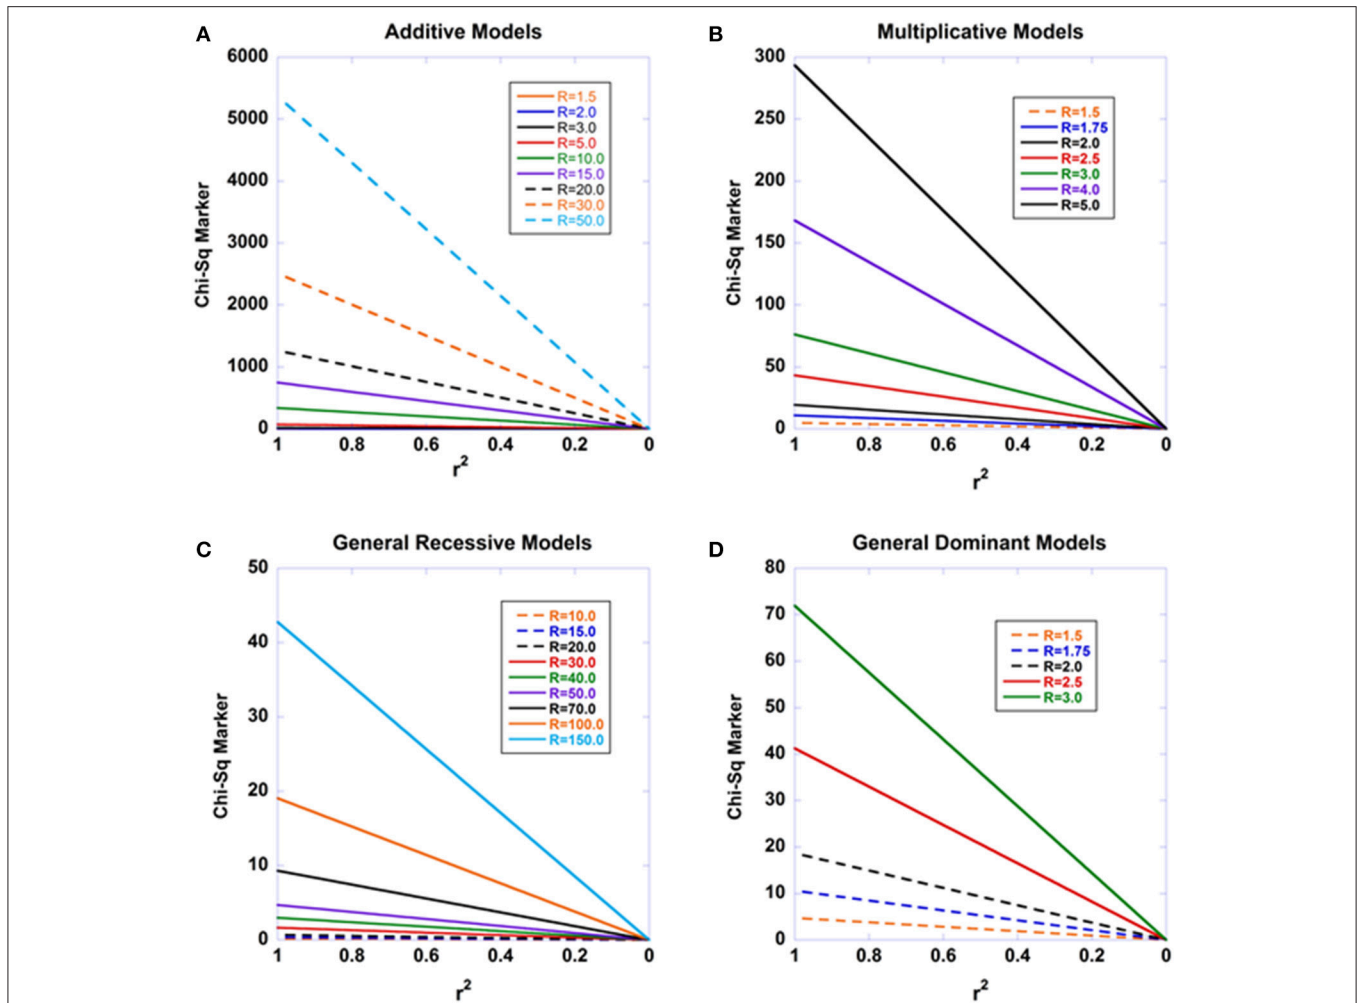 A
Additive Models
6000
5000
4000
3000
2000
1000
0
Chi-Sq Marker
R=1.5
R=2.0
R=3.0
R=5.0
R=10.0
R=15.0
R=20.0
R=30.0
R=50.0
1 0.8 0.6 0.4 0.2 0
r²
B
Multiplicative Models
300
250
200
150
100
50
0
Chi-Sq Marker
R=1.5
R=1.75
R=2.0
R=2.5
R=3.0
R=4.0
R=5.0
1 0.8 0.6 0.4 0.2 0
r²
C
General Recessive Models
50
40
30
20
10
0
Chi-Sq Marker
R=10.0
R=15.0
R=20.0
R=30.0
R=40.0
R=50.0
R=70.0
R=100.0
R=150.0
1 0.8 0.6 0.4 0.2 0
r²
D
General Dominant Models
80
70
60
50
40
30
20
10
0
Chi-Sq Marker
R=1.5
R=1.75
R=2.0
R=2.5
R=3.0
1 0.8 0.6 0.4 0.2 0
r²